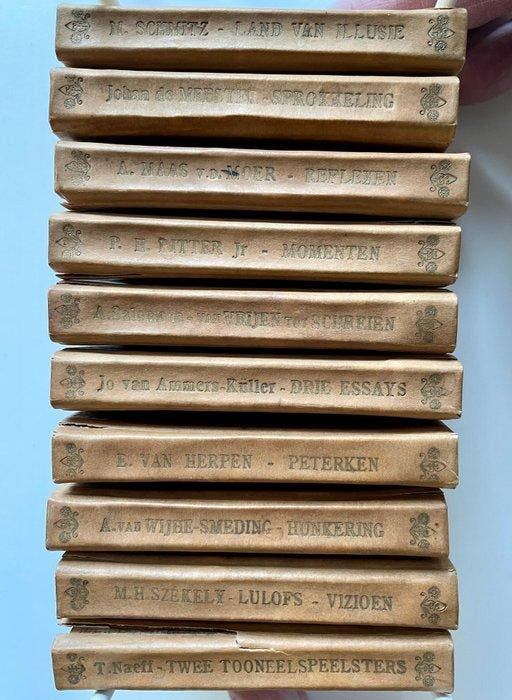 M. SCHMITZ - LAND VAN ILLUSIE
Johan de MEESTER - SPROKKELING
A. MAAS v.d. MOER - REFLEXEN
P. H. RITTER Jr - MOMENTEN
A. - van VRIJEN tot SCHREIEN
Jo van Ammers-Küller - DRIE ESSAYS
E. VAN HERPEN - PETERKEN
A. VAN WIJHE-SMEDING - HUNKERING
M.H. SZÉKELY-LULOFS - VIZIOEN
T. Naeff - TWEE TOONEELSPEELSTERS